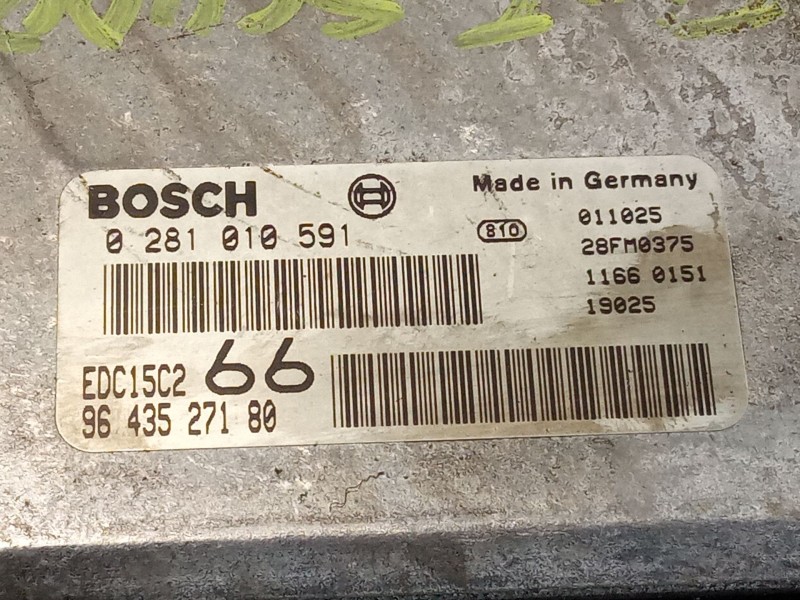 BOSCH
Made in Germany
0 281 010 591
810
011025
28FM0375
1166 0151
19025
EDC15C2 66
96 435 271 80